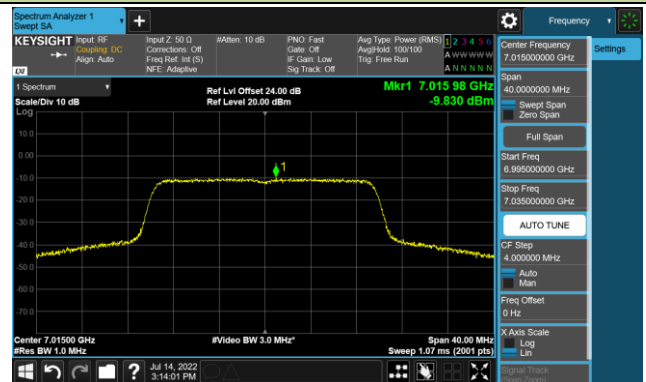 Spectrum Analyzer 1
Swept SA
Frequency
KEYSIGHT
Input: RF
Coupling: DC
Align: Auto
Input Z: 50 Ω
Corrections: Off
Freq Ref: Int (S)
NFE: Adaptive
#Atten: 10 dB
PNO: Fast
Gate: Off
IF Gain: Low
Sig Track: Off
Avg Type: Power (RMS)
Avg|Hold: 100/100
Trig: Free Run
1 2 3 4 5 6
A W W W W W
A N N N N N
LXI
1 Spectrum
Scale/Div 10 dB
Log
Ref Lvl Offset 24.00 dB
Ref Level 20.00 dBm
Mkr1 7.015 98 GHz
-9.830 dBm
10.0
0.00
-10.0
-20.0
-30.0
-40.0
-50.0
-60.0
-70.0
1
Center 7.01500 GHz
#Res BW 1.0 MHz
#Video BW 3.0 MHz*
Span 40.00 MHz
Sweep 1.07 ms (2001 pts)
Jul 14, 2022
3:14:01 PM
Center Frequency
7.015000000 GHz
Settings
Span
40.0000000 MHz
Swept Span
Zero Span
Full Span
Start Freq
6.995000000 GHz
Stop Freq
7.035000000 GHz
AUTO TUNE
CF Step
4.000000 MHz
Auto
Man
Freq Offset
0 Hz
X Axis Scale
Log
Lin
Signal Track
(Span Zoom)